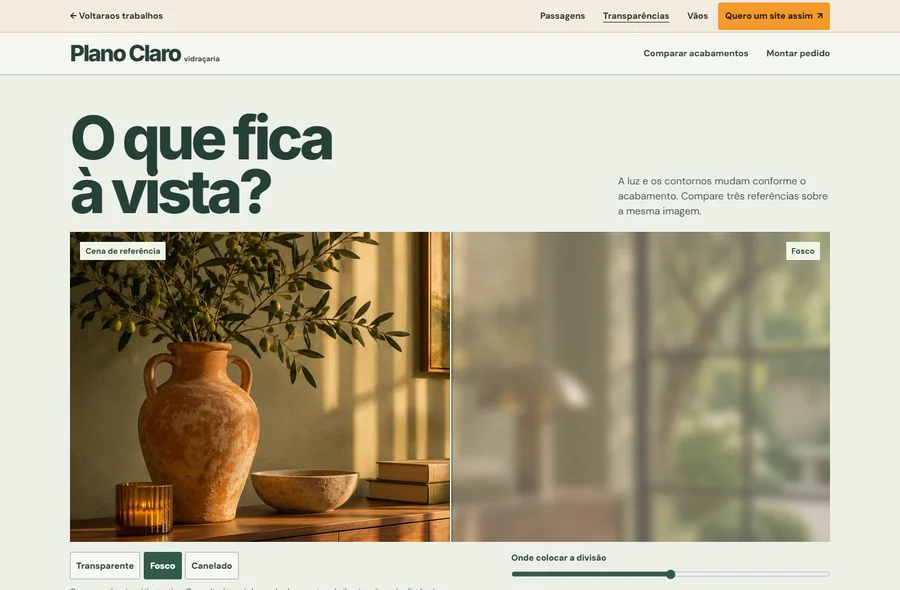 ← Voltaraos trabalhos
Passagens Transparências Vãos Quero um site assim ↗
Plano Claro vidraçaria
Comparar acabamentos Montar pedido
O que fica
à vista?
A luz e os contornos mudam conforme o
acabamento. Compare três referências sobre
a mesma imagem.
Cena de referência
Fosco
Transparente Fosco Canelado
Onde colocar a divisão